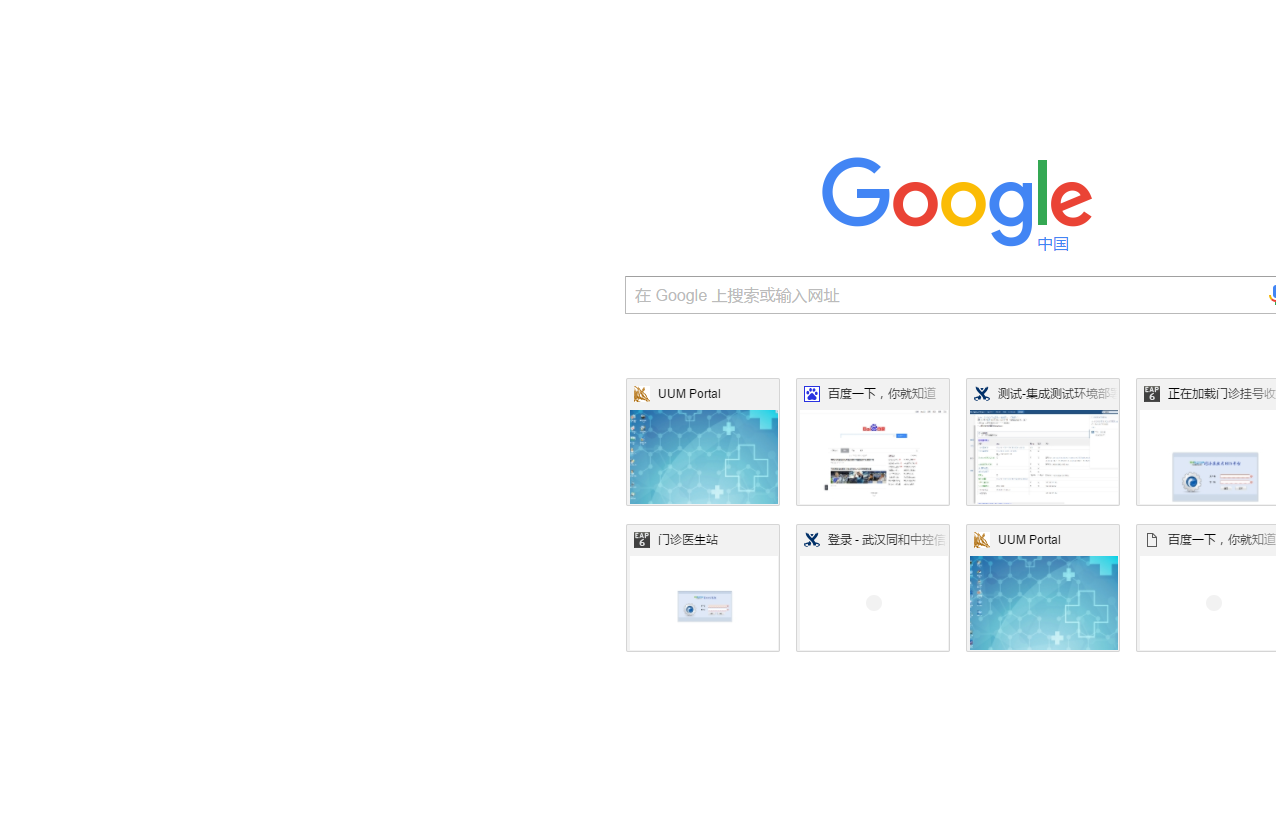 Google
中国
在 Google 上搜索或输入网址
UUM Portal
百度一下，你就知道
测试-集成测试环境部
正在加载门诊挂号收
EAP 6
门诊医生站
EAP 6
登录 - 武汉同和中控信
UUM Portal
百度一下，你就知道